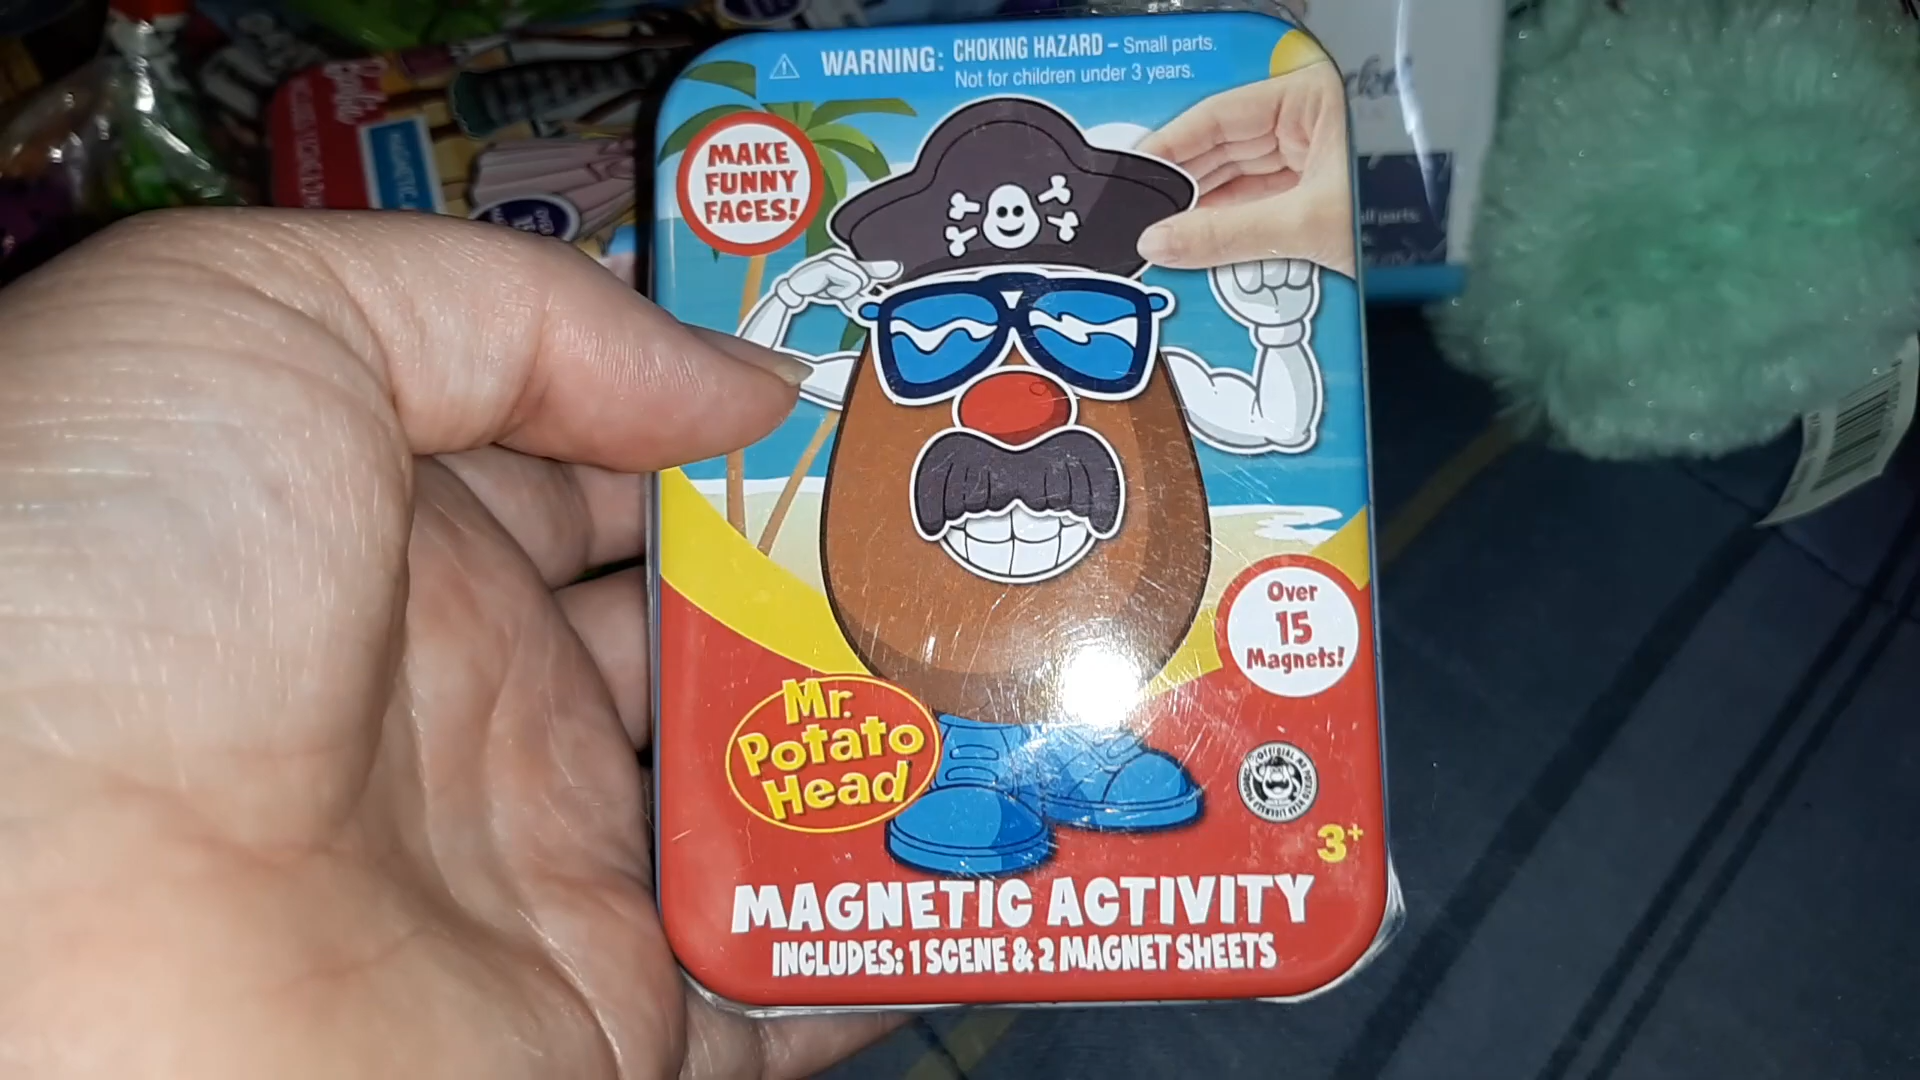 WARNING: CHOKING HAZARD – Small parts.
Not for children under 3 years.
MAKE
FUNNY
FACES!
Over
15
Magnets!
Mr.
Potato
Head
3+
MAGNETIC ACTIVITY
INCLUDES: 1 SCENE & 2 MAGNET SHEETS
Barbie